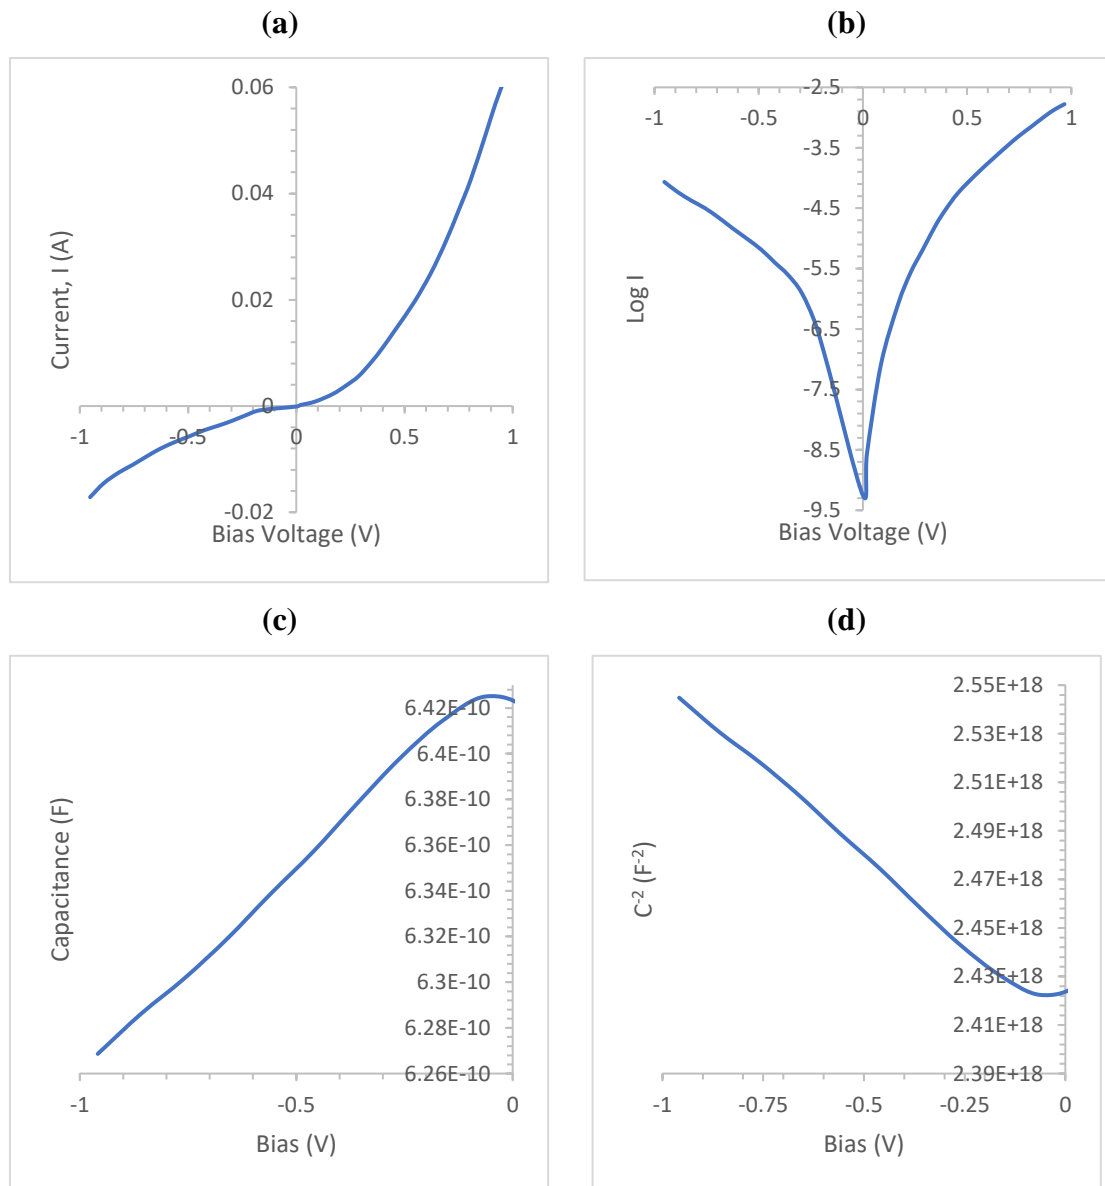 (a)
(b)
0.06
0.04
0.02
0
-0.02
-1
-0.5
0
0.5
1
Current, I (A)
Bias Voltage (V)
-2.5
-3.5
-4.5
-5.5
-6.5
-7.5
-8.5
-9.5
-1
-0.5
0
0.5
1
Log I
Bias Voltage (V)
(c)
(d)
6.42E-10
6.4E-10
6.38E-10
6.36E-10
6.34E-10
6.32E-10
6.3E-10
6.28E-10
6.26E-10
-1
-0.5
0
Capacitance (F)
Bias (V)
2.55E+18
2.53E+18
2.51E+18
2.49E+18
2.47E+18
2.45E+18
2.43E+18
2.41E+18
2.39E+18
-1
-0.75
-0.5
-0.25
0
C⁻² (F⁻²)
Bias (V)